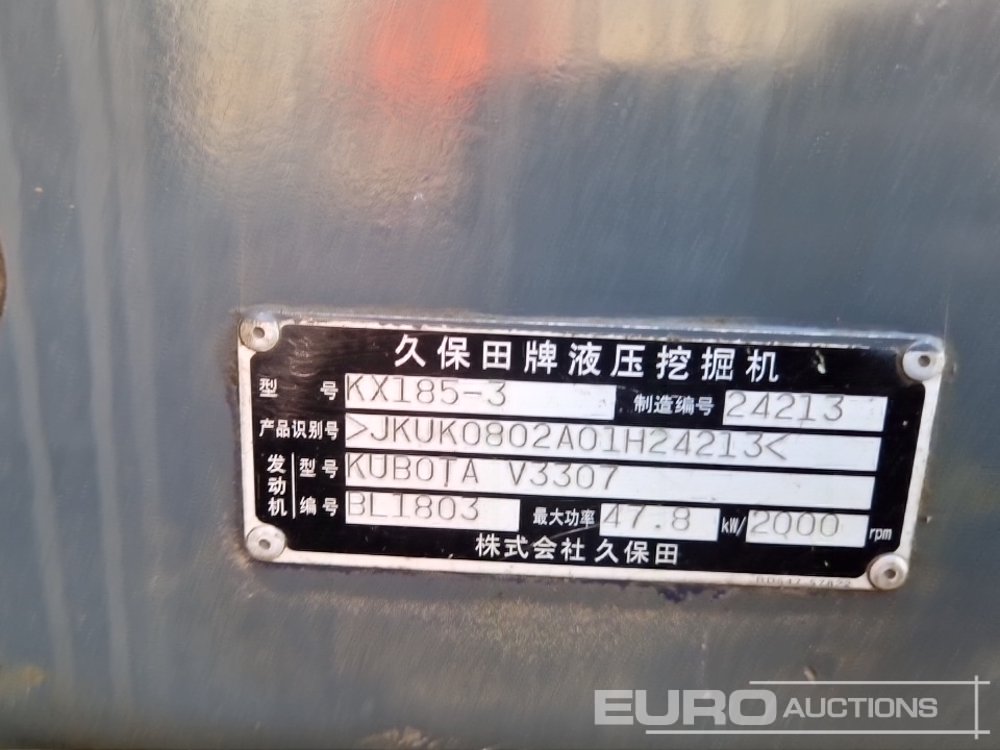 久保田牌液压挖掘机
型 号 KX185-3 制造编号 24213
产品识别号 >JKUK0802A01H24213<
发动机 型号 KUBOTA V3307
编号 BL1803 最大功率 47.8 kW/ 2000 rpm
株式会社 久保田
EURO AUCTIONS